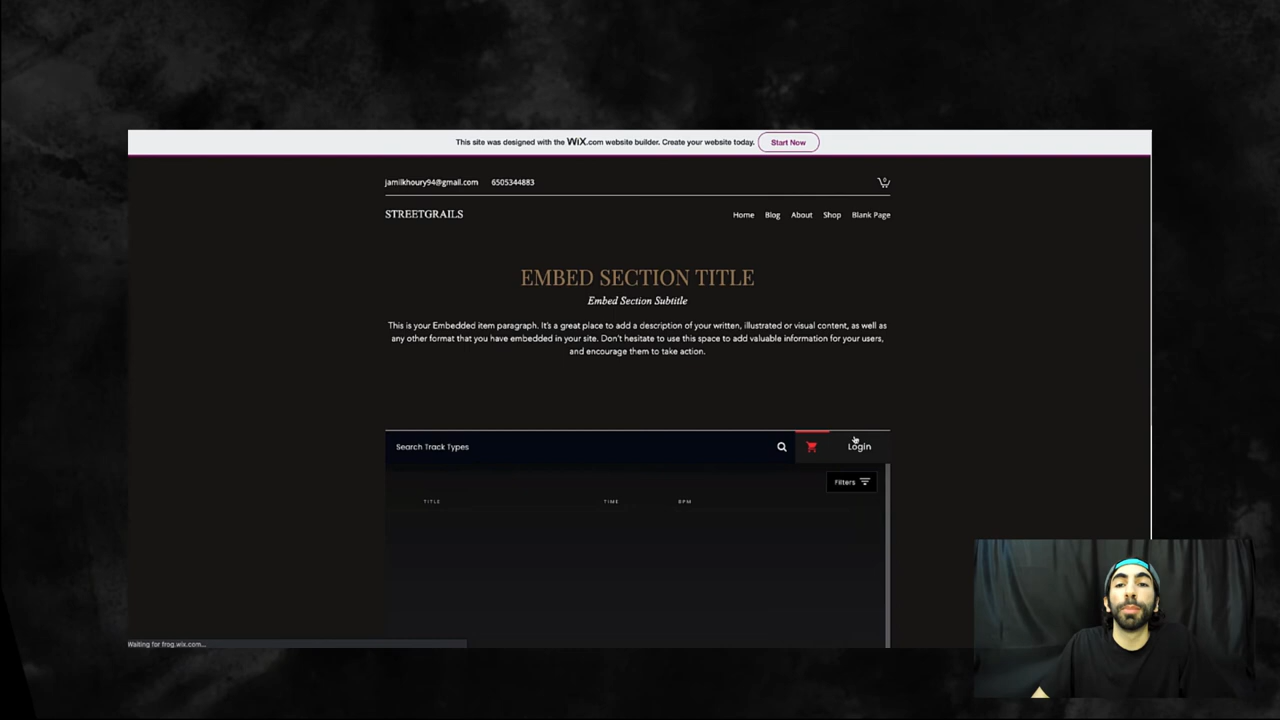 This site was designed with the WiX.com website builder. Create your website today. Start Now
jamilkhoury94@gmail.com 6505344883 0
STREETGRAILS Home Blog About Shop Blank Page
EMBED SECTION TITLE
Embed Section Subtitle
This is your Embedded item paragraph. It's a great place to add a description of your written, illustrated or visual content, as well as
any other format that you have embedded in your site. Don't hesitate to use this space to add valuable information for your users,
and encourage them to take action.
Search Track Types Login
Filters
TITLE TIME BPM
Waiting for frog.wix.com...